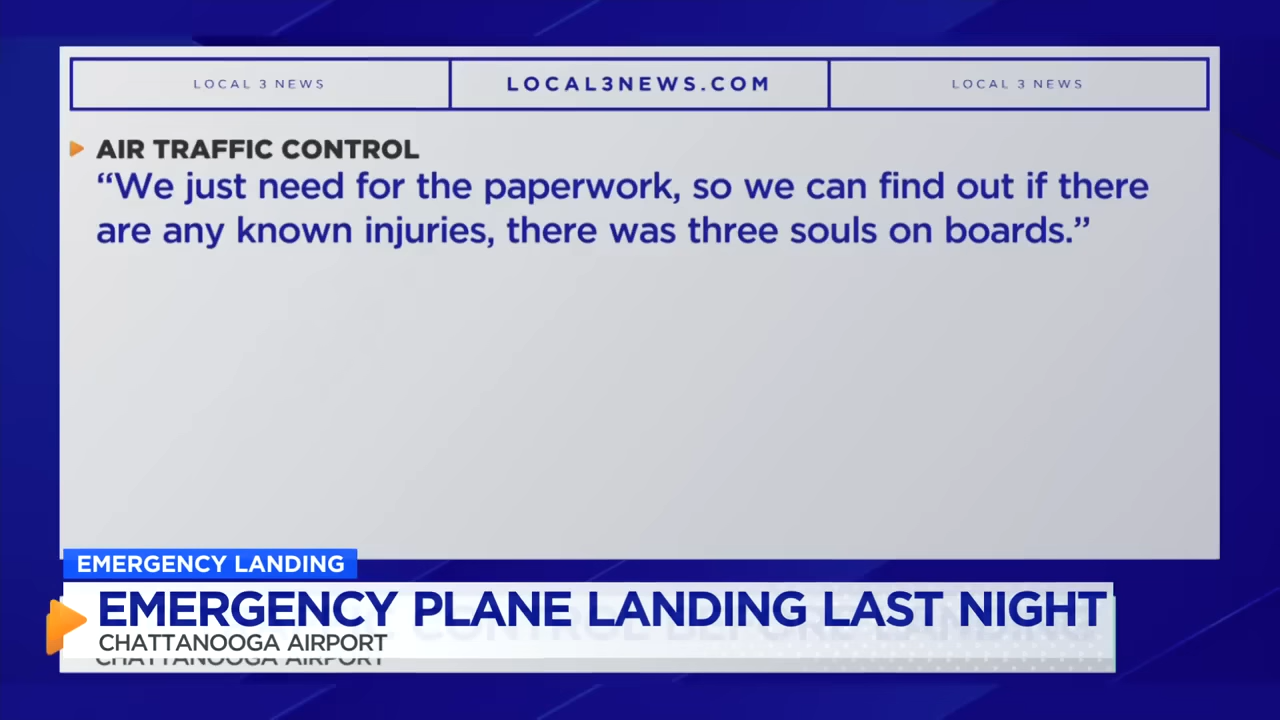 LOCAL 3 NEWS
LOCAL3NEWS.COM
LOCAL 3 NEWS
AIR TRAFFIC CONTROL
“We just need for the paperwork, so we can find out if there
are any known injuries, there was three souls on boards.”
EMERGENCY LANDING
EMERGENCY PLANE LANDING LAST NIGHT
CHATTANOOGA AIRPORT
CHATTANOOGA AIRPORT